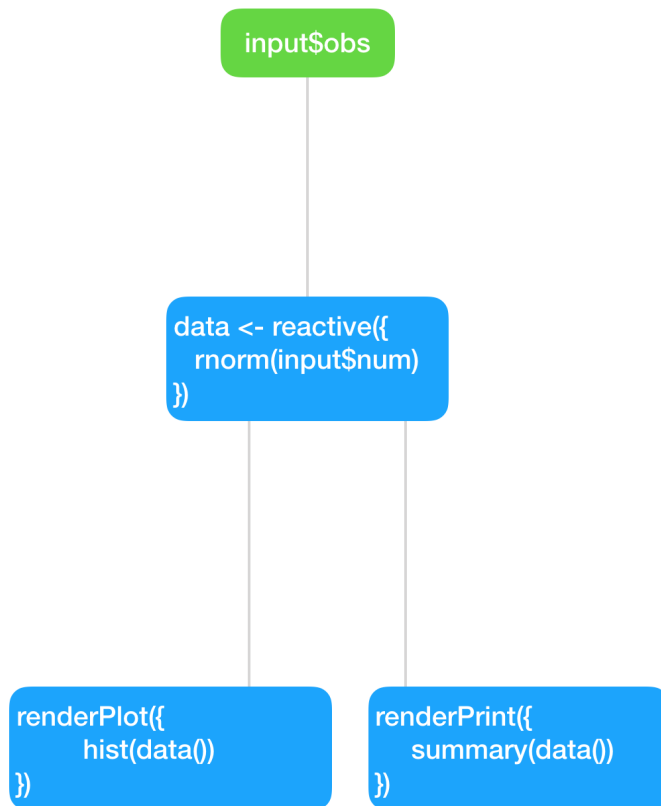 input$obs
data <- reactive({
rnorm(input$num)
})
renderPlot({
hist(data())
})
renderPrint({
summary(data())
})